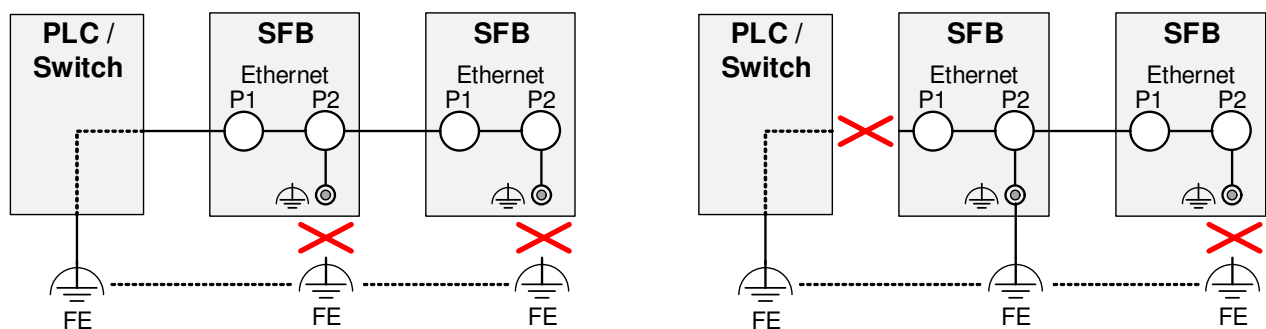 PLC /
Switch
SFB
Ethernet
P1 P2
SFB
Ethernet
P1 P2
FE
FE
FE
PLC /
Switch
SFB
Ethernet
P1 P2
SFB
Ethernet
P1 P2
FE
FE
FE